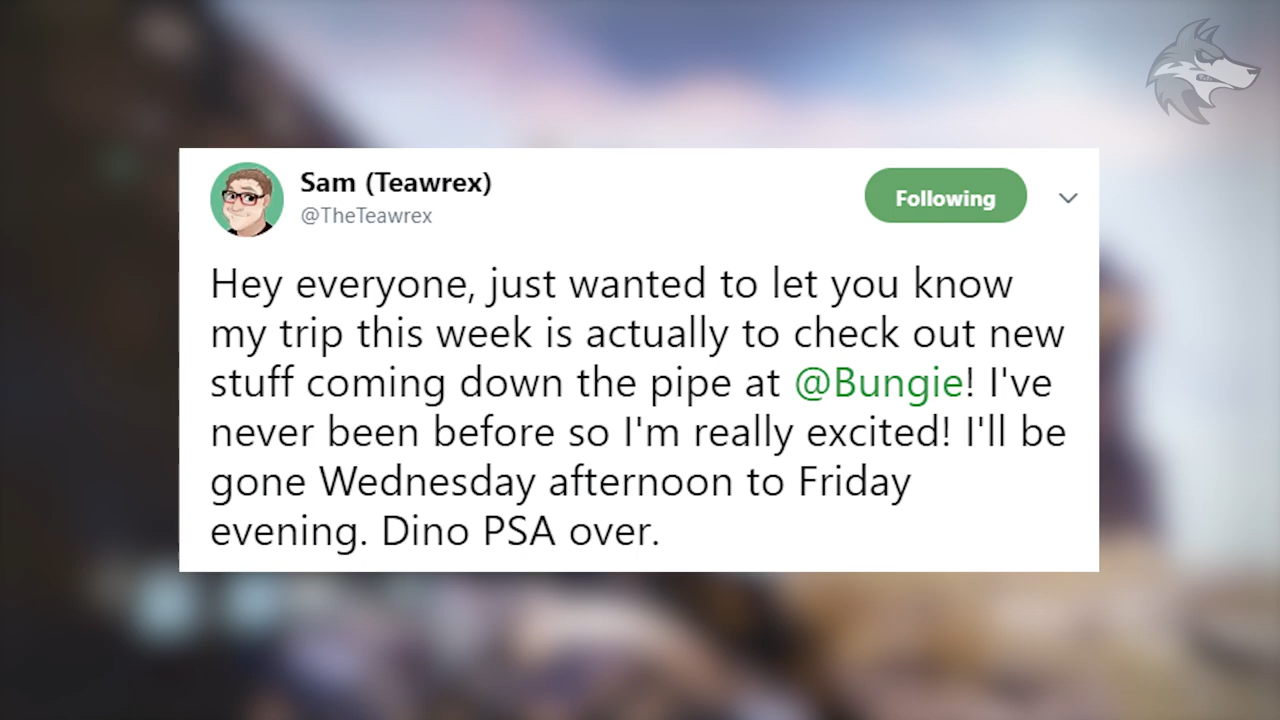 Sam (Teawrex)
@TheTeawrex
Following
Hey everyone, just wanted to let you know
my trip this week is actually to check out new
stuff coming down the pipe at @Bungie! I've
never been before so I'm really excited! I'll be
gone Wednesday afternoon to Friday
evening. Dino PSA over.